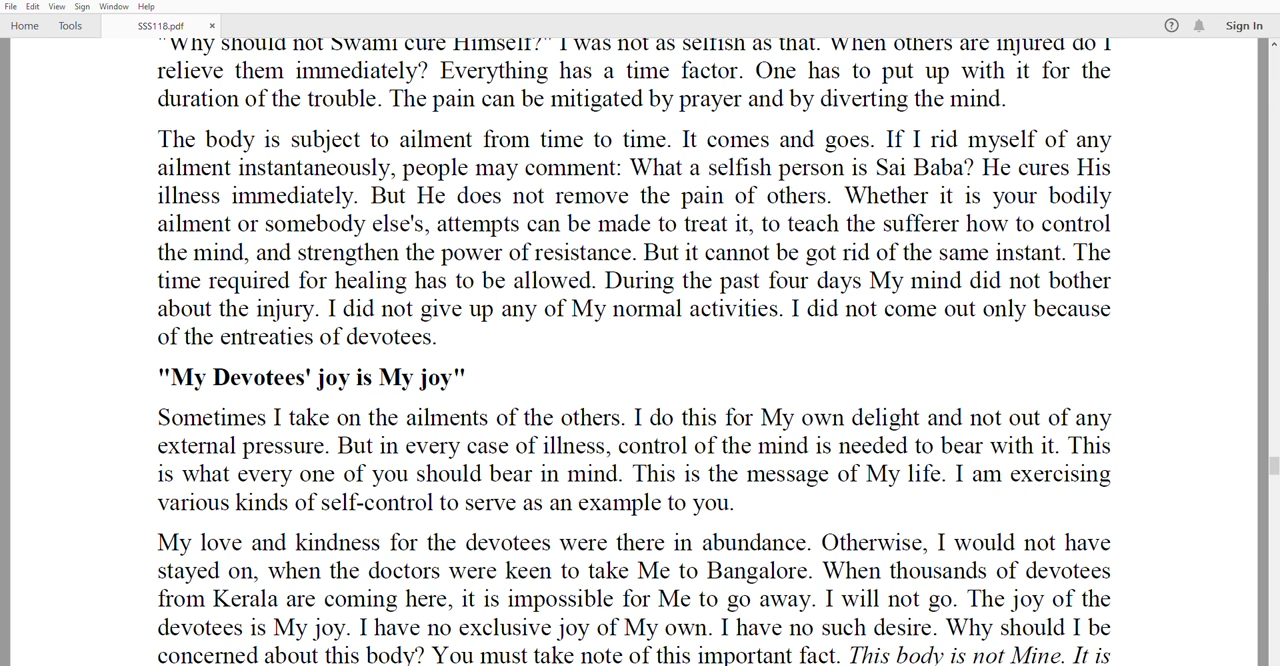 File Edit View Sign Window Help
Home Tools SSS118.pdf × ? Sign In
"Why should not Swami cure Himself?" I was not as selfish as that. When others are injured do I
relieve them immediately? Everything has a time factor. One has to put up with it for the
duration of the trouble. The pain can be mitigated by prayer and by diverting the mind.
The body is subject to ailment from time to time. It comes and goes. If I rid myself of any
ailment instantaneously, people may comment: What a selfish person is Sai Baba? He cures His
illness immediately. But He does not remove the pain of others. Whether it is your bodily
ailment or somebody else's, attempts can be made to treat it, to teach the sufferer how to control
the mind, and strengthen the power of resistance. But it cannot be got rid of the same instant. The
time required for healing has to be allowed. During the past four days My mind did not bother
about the injury. I did not give up any of My normal activities. I did not come out only because
of the entreaties of devotees.
"My Devotees' joy is My joy"
Sometimes I take on the ailments of the others. I do this for My own delight and not out of any
external pressure. But in every case of illness, control of the mind is needed to bear with it. This
is what every one of you should bear in mind. This is the message of My life. I am exercising
various kinds of self-control to serve as an example to you.
My love and kindness for the devotees were there in abundance. Otherwise, I would not have
stayed on, when the doctors were keen to take Me to Bangalore. When thousands of devotees
from Kerala are coming here, it is impossible for Me to go away. I will not go. The joy of the
devotees is My joy. I have no exclusive joy of My own. I have no such desire. Why should I be
concerned about this body? You must take note of this important fact. This body is not Mine. It is